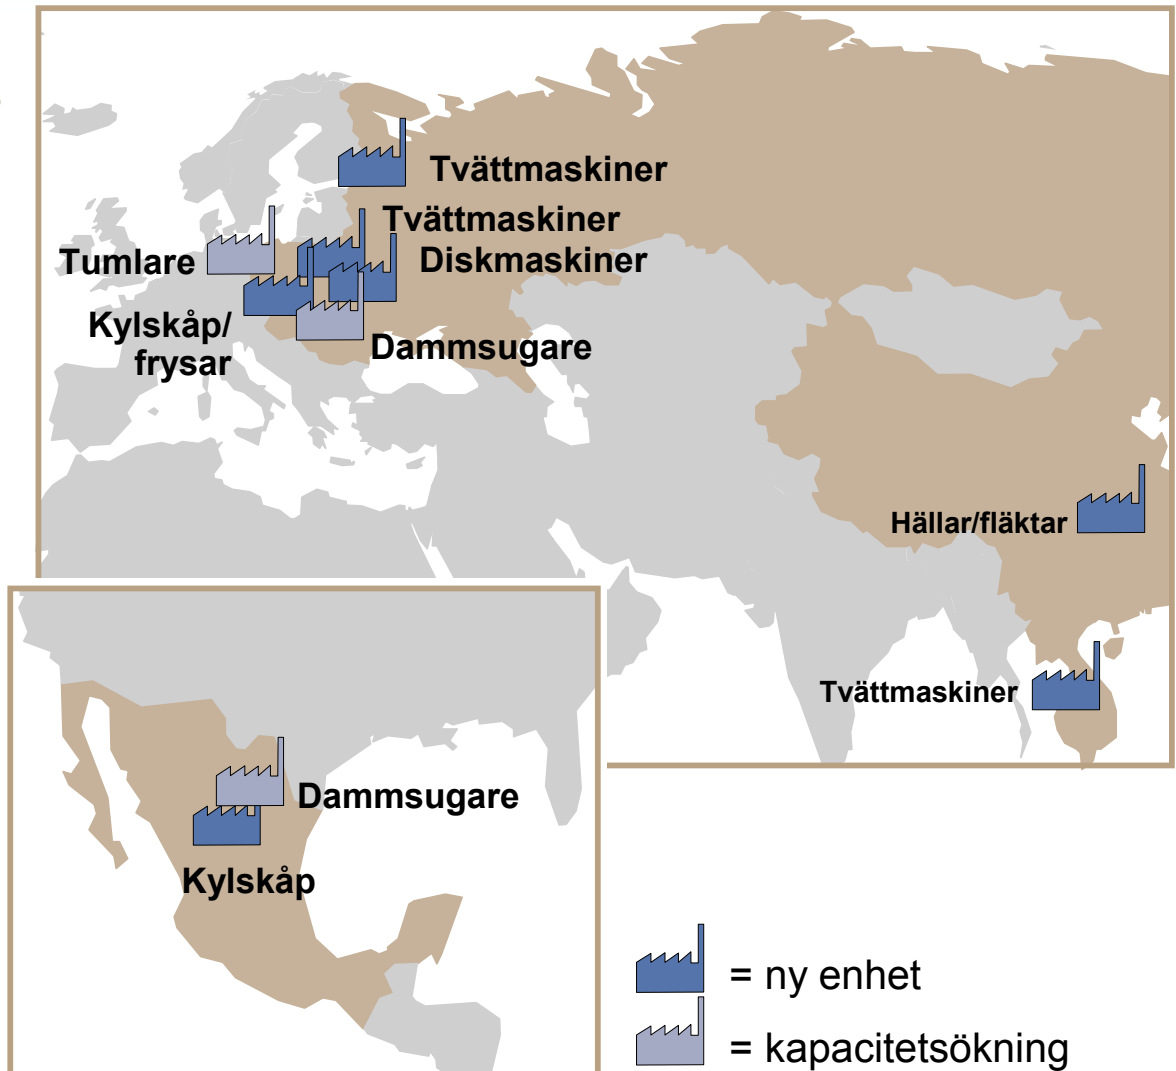 Tvättmaskiner
Tvättmaskiner
Tumlare
Diskmaskiner
Kylskåp/
frysar
Dammsugare
Hällar/fläktar
Tvättmaskiner
Dammsugare
Kylskåp
= ny enhet
= kapacitetsökning